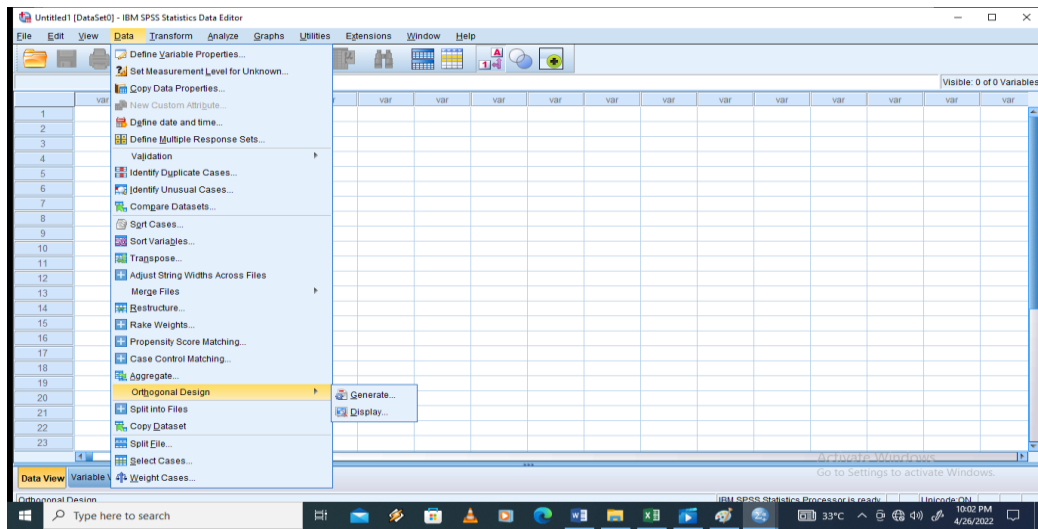 Untitled1 [DataSet0] - IBM SPSS Statistics Data Editor
File Edit View Data Transform Analyze Graphs Utilities Extensions Window Help
Define Variable Properties...
Set Measurement Level for Unknown...
Copy Data Properties...
Visible: 0 of 0 Variables
New Custom Attribute...
var var var var var var var var var var var var var
Define date and time...
Define Multiple Response Sets...
Validation
Identify Duplicate Cases...
Identify Unusual Cases...
Compare Datasets...
Sort Cases...
Sort Variables...
Transpose...
Adjust String Widths Across Files
Merge Files
Restructure...
Rake Weights...
Propensity Score Matching...
Case Control Matching...
Aggregate...
Orthogonal Design
Generate...
Display...
Split into Files
Copy Dataset
Split File...
Select Cases...
Weight Cases...
1
2
3
4
5
6
7
8
9
10
11
12
13
14
15
16
17
18
19
20
21
22
23
Activate Windows
Go to Settings to activate Windows.
Data View Variable V
Orthogonal Design
IBM SPSS Statistics Processor is ready Unicode:ON
Type here to search
33°C
10:02 PM
4/26/2022